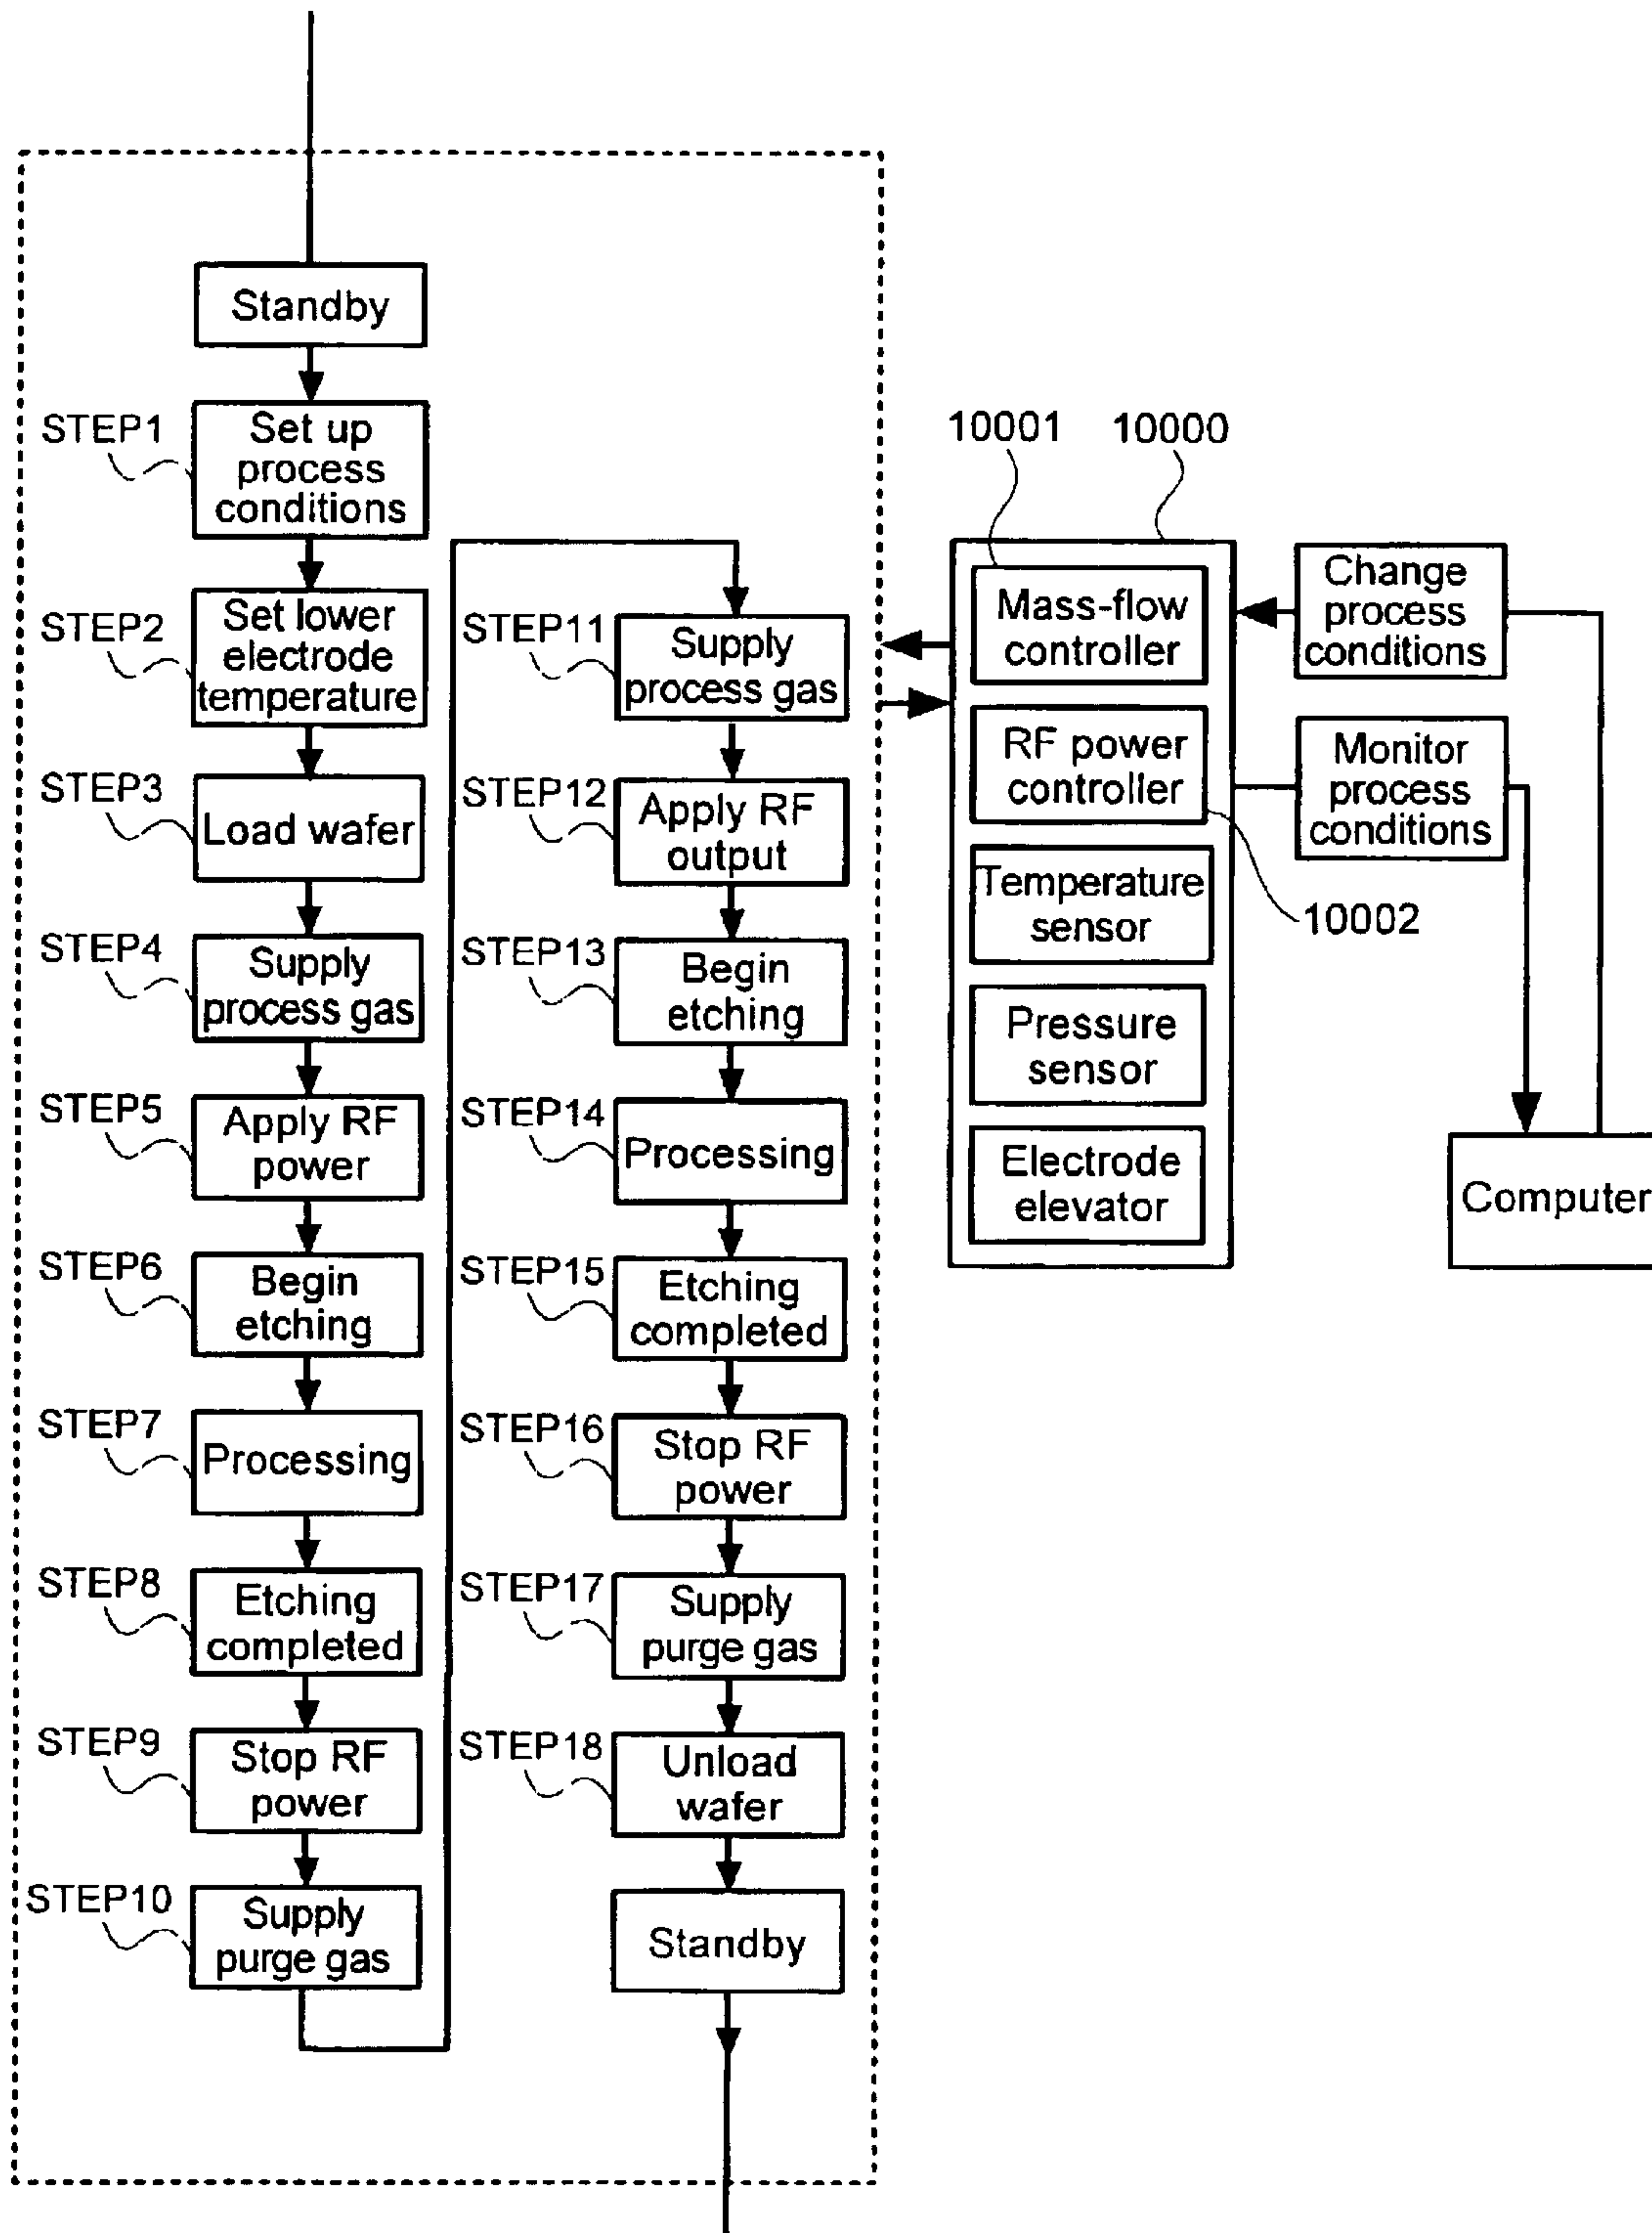 Standby
STEP1
Set up
process
conditions
STEP2
Set lower
electrode
temperature
STEP3
Load wafer
STEP4
Supply
process gas
STEP5
Apply RF
power
STEP6
Begin
etching
STEP7
Processing
STEP8
Etching
completed
STEP9
Stop RF
power
STEP10
Supply
purge gas
STEP11
Supply
process gas
STEP12
Apply RF
output
STEP13
Begin
etching
STEP14
Processing
STEP15
Etching
completed
STEP16
Stop RF
power
STEP17
Supply
purge gas
STEP18
Unload
wafer
Standby
10001
10000
Mass-flow
controller
RF power
controller
10002
Temperature
sensor
Pressure
sensor
Electrode
elevator
Change
process
conditions
Monitor
process
conditions
Computer